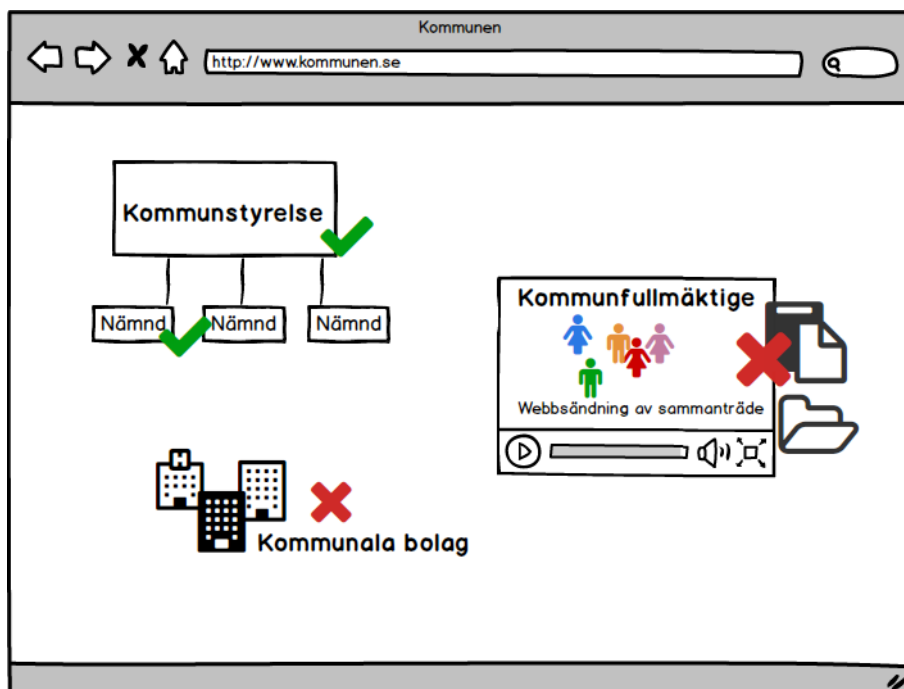 Kommunen
http://www.kommunen.se
Kommunstyrelse
Nämnd
Nämnd
Nämnd
Kommunfullmäktige
Webbsändning av sammanträde
H
Kommunala bolag